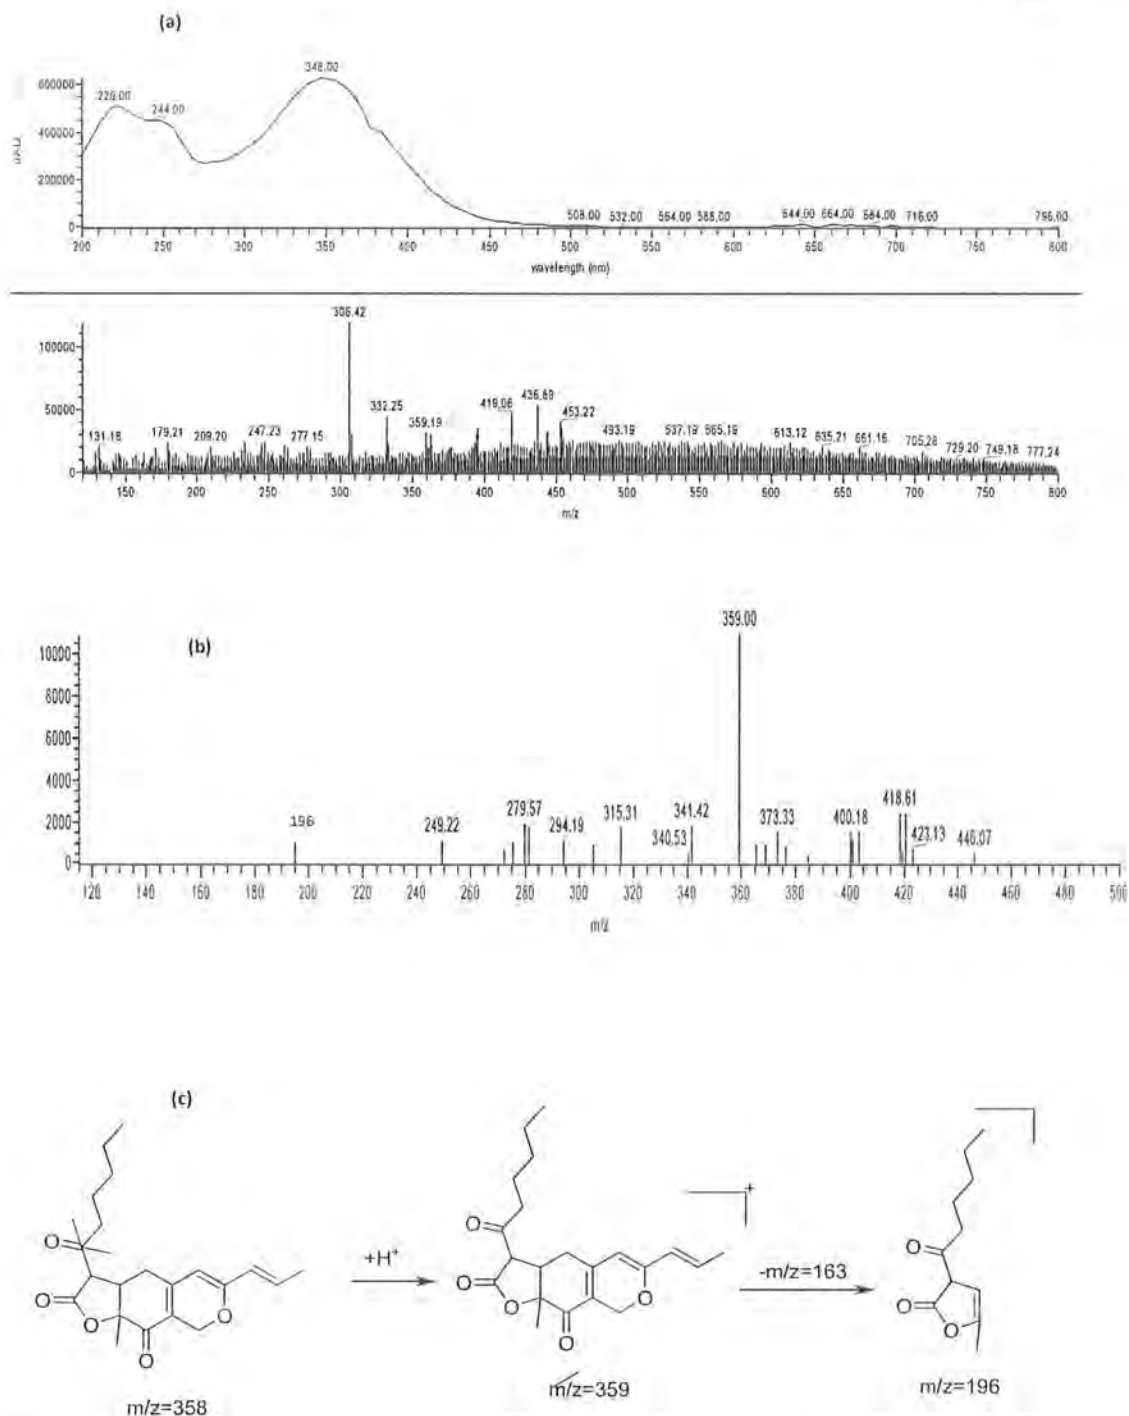 (a)
348.00
600000
226.00
244.00
400000
200000
508.00 532.00 564.00 588.00 644.00 664.00 684.00 716.00 796.00
0
200 250 300 350 400 450 500 550 600 650 700 750 800
wavelength (nm)
306.42
100000
50000
332.25 359.19 419.06 436.69 453.22
131.18 179.21 209.20 247.23 277.15 493.19 537.19 565.19 613.12 635.21 661.16 705.28 729.20 749.18 777.24
0
150 200 250 300 350 400 450 500 550 600 650 700 750 800
m/z
359.00
(b)
10000
8000
6000
4000
2000
196 249.22 279.57 294.19 315.31 340.53 341.42 373.33 400.18 418.61 423.13 446.07
0
120 140 160 180 200 220 240 260 280 300 320 340 360 380 400 420 440 460 480
m/z
(c)
+
O O O
+H+
-m/z=163
O O O
O O O
O O
m/z=358 m/z=359 m/z=196